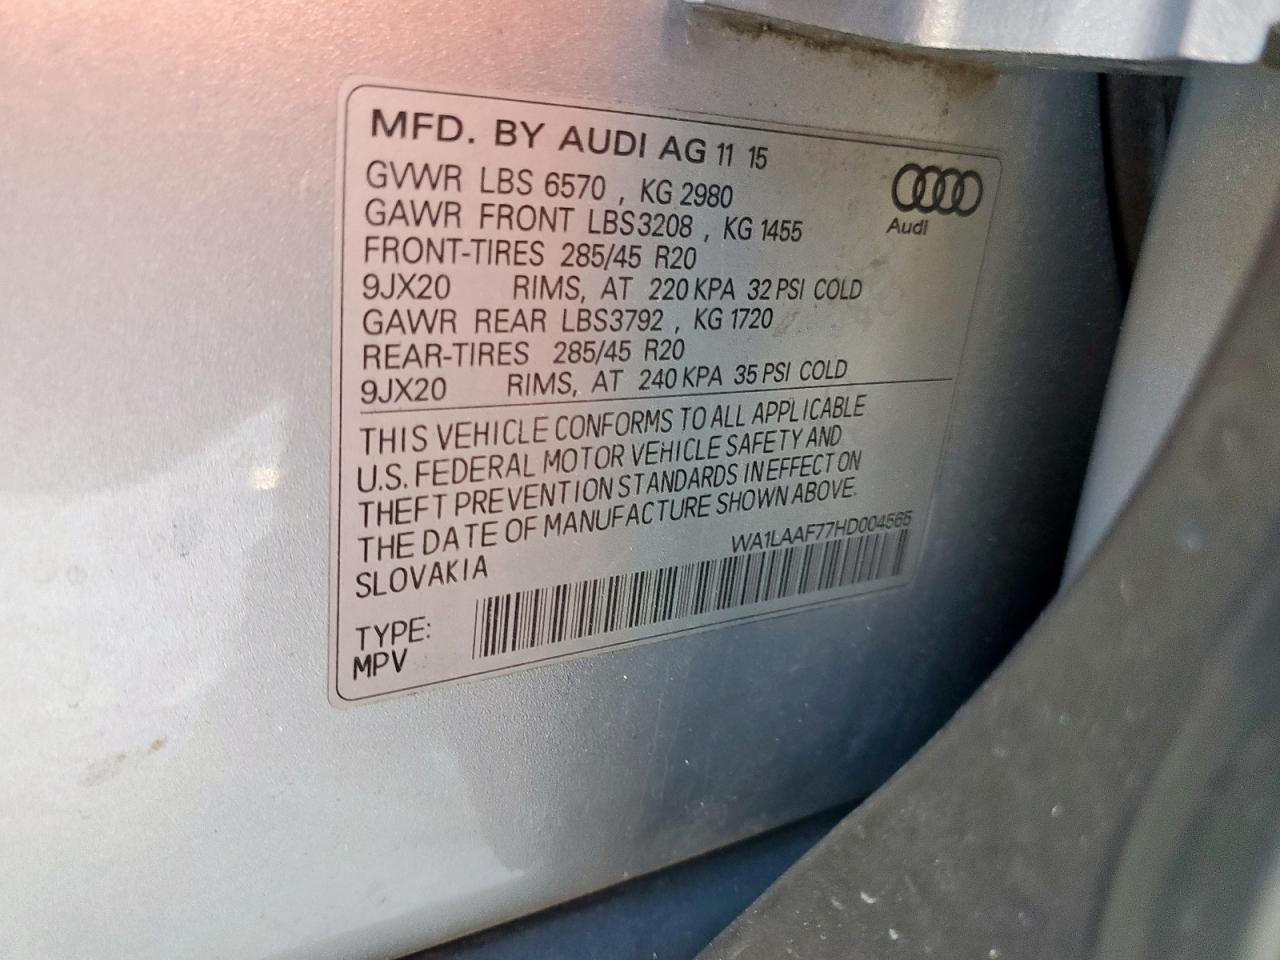 MFD. BY AUDI AG 11 15
GVWR LBS 6570 , KG 2980
GAWR FRONT LBS3208 , KG 1455
FRONT-TIRES 285/45 R20
9JX20 RIMS, AT 220 KPA 32 PSI COLD
GAWR REAR LBS3792 , KG 1720
REAR-TIRES 285/45 R20
9JX20 RIMS, AT 240 KPA 35 PSI COLD
Audi
THIS VEHICLE CONFORMS TO ALL APPLICABLE
U.S. FEDERAL MOTOR VEHICLE SAFETY AND
THEFT PREVENTION STANDARDS IN EFFECT ON
THE DATE OF MANUFACTURE SHOWN ABOVE.
SLOVAKIA
WA1LAAF77HD004565
TYPE:
MPV